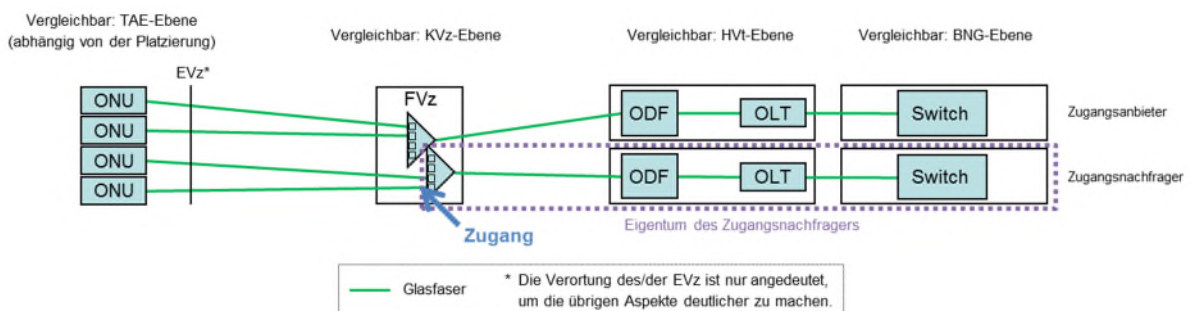 Vergleichbar: TAE-Ebene
(abhängig von der Platzierung)
Vergleichbar: KVz-Ebene
Vergleichbar: HVt-Ebene
Vergleichbar: BNG-Ebene
EVz*
ONU
ONU
ONU
ONU
FVz
ODF
OLT
Switch
Zugangsanbieter
ODF
OLT
Switch
Zugangsnachfrager
Zugang
Eigentum des Zugangsnachfragers
Glasfaser
* Die Verortung des/der EVz ist nur angedeutet,
um die übrigen Aspekte deutlicher zu machen.